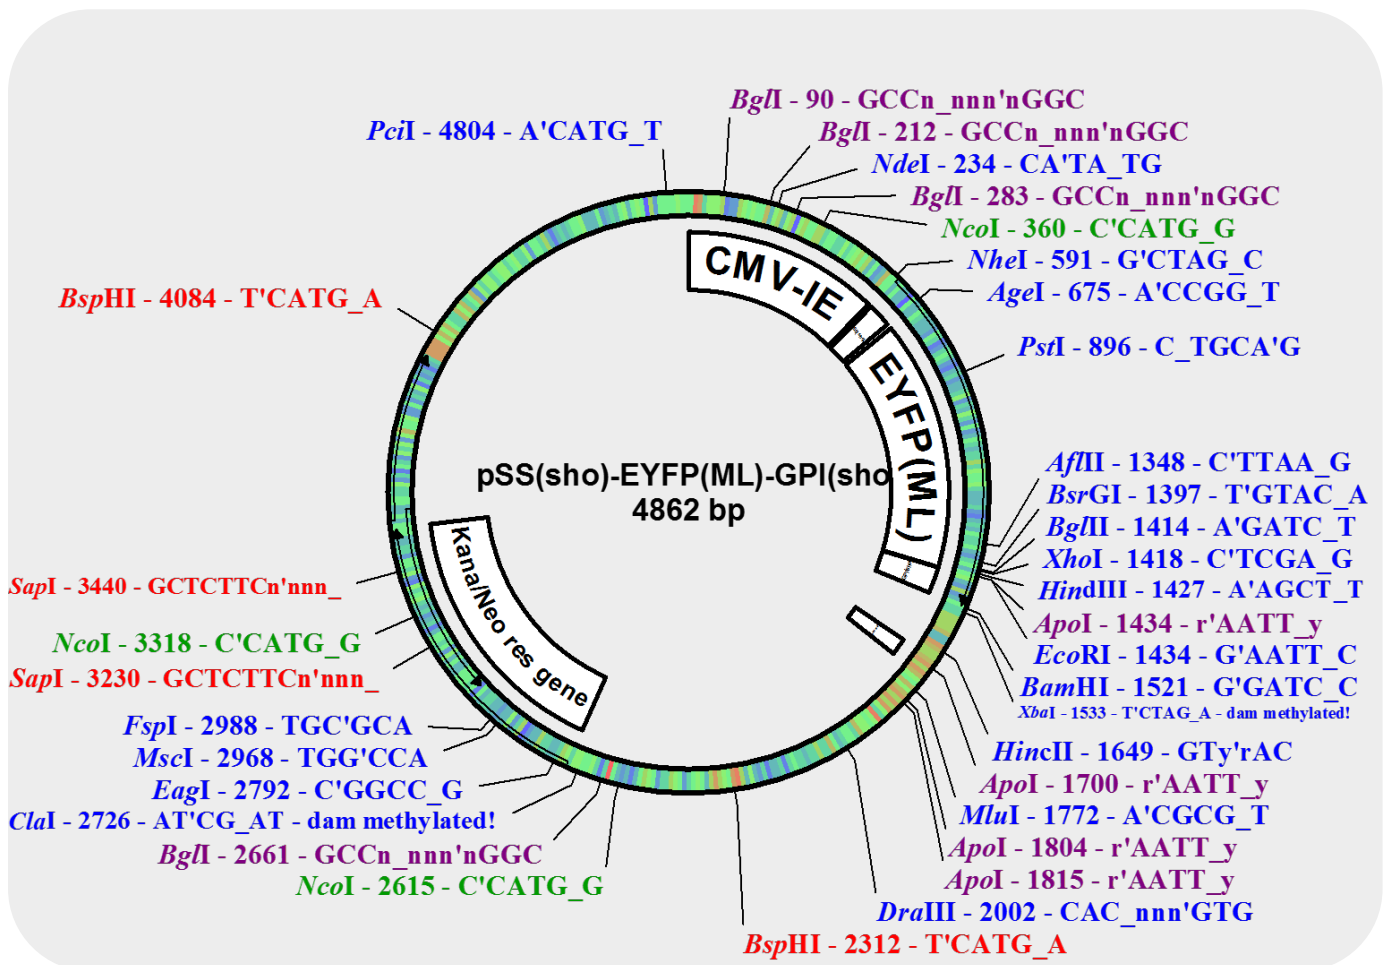 BglI - 90 - GCCn_nnn'nGGC
PciI - 4804 - A'CATG_T
BglI - 212 - GCCn_nnn'nGGC
NdeI - 234 - CA'TA_TG
BglI - 283 - GCCn_nnn'nGGC
NcoI - 360 - C'CATG_G
NheI - 591 - G'CTAG_C
AgeI - 675 - A'CCGG_T
PstI - 896 - C_TGCA'G
AflII - 1348 - C'TTAA_G
BsrGI - 1397 - T'GTAC_A
BglII - 1414 - A'GATC_T
XhoI - 1418 - C'TCGA_G
HindIII - 1427 - A'AGCT_T
ApoI - 1434 - r'AATT_y
EcoRI - 1434 - G'AATT_C
BamHI - 1521 - G'GATC_C
XbaI - 1533 - T'CTAG_A - dam methylated!
HincII - 1649 - GTy'rAC
ApoI - 1700 - r'AATT_y
MluI - 1772 - A'CGCG_T
ApoI - 1804 - r'AATT_y
ApoI - 1815 - r'AATT_y
DraIII - 2002 - CAC_nnn'GTG
BspHI - 2312 - T'CATG_A
NcoI - 2615 - C'CATG_G
BglI - 2661 - GCCn_nnn'nGGC
ClaI - 2726 - AT'CG_AT - dam methylated!
EagI - 2792 - C'GGCC_G
MscI - 2968 - TGG'CCA
FspI - 2988 - TGC'GCA
SapI - 3230 - GCTCTTCn'nnn_
NcoI - 3318 - C'CATG_G
SapI - 3440 - GCTCTTCn'nnn_
BspHI - 4084 - T'CATG_A
CMV-IE
EYFP(ML)
Kana/Neo res gene
pSS(sho)-EYFP(ML)-GPI(sho
4862 bp